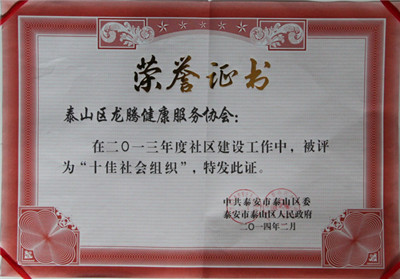 荣誉证书
泰山区龙腾健康服务协会：
在二〇一三年度社区建设工作中，被评
为“十佳社会组织”，特发此证。
中共泰安市泰山区委
泰安市泰山区人民政府
二〇一四年二月